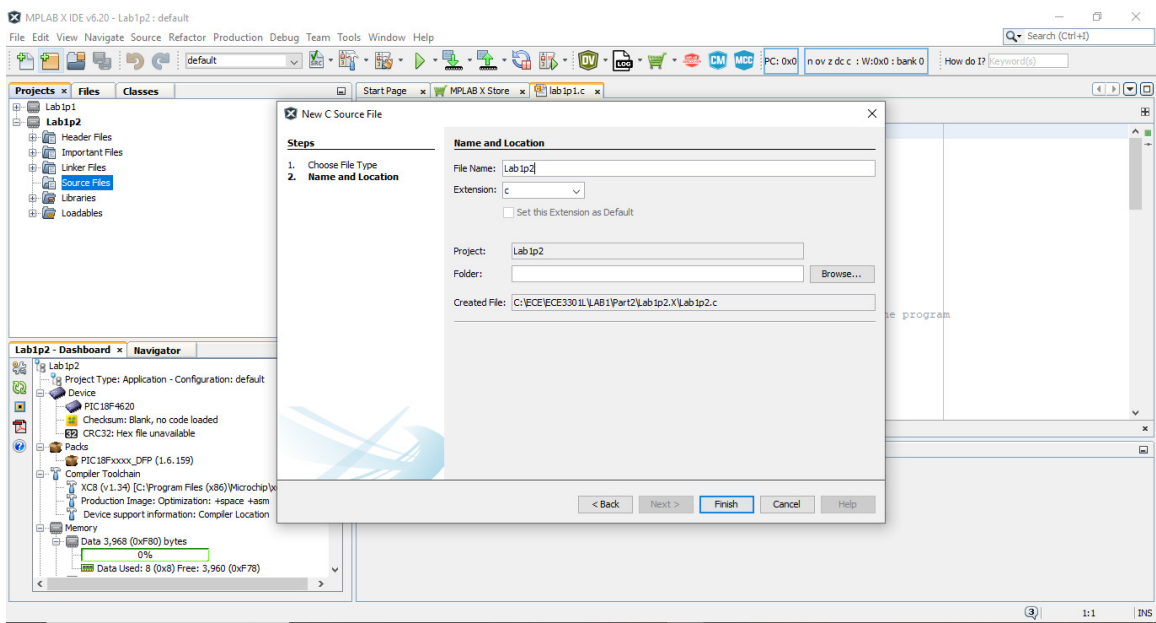 MPLAB X IDE v6.20 - Lab1p2 : default
File Edit View Navigate Source Refactor Production Debug Team Tools Window Help
Search (Ctrl+I)
default
PC: 0x0
n ov z dc c : W:0x0 : bank 0
How do I? Keyword(s)
Projects
Files
Classes
Start Page
MPLAB X Store
lab1p1.c
Lab1p1
Lab1p2
Header Files
Important Files
Linker Files
Source Files
Libraries
Loadables
New C Source File
Steps
1. Choose File Type
2. Name and Location
Name and Location
File Name: Lab1p2
Extension: c
Set this Extension as Default
Project: Lab1p2
Folder:
Browse...
Created File: C:\ECE\ECE3301L\LAB1\Part2\Lab1p2.X\Lab1p2.c
< Back
Next >
Finish
Cancel
Help
program
Lab1p2 - Dashboard
Navigator
Lab1p2
Project Type: Application - Configuration: default
Device
PIC18F4620
Checksum: Blank, no code loaded
CRC32: Hex file unavailable
Packs
PIC18Fxxxx_DFP (1.6.159)
Compiler Toolchain
XC8 (v1.34) [C:\Program Files (x86)\Microchip\x
Production Image: Optimization: +space +asm
Device support information: Compiler Location
Memory
Data 3,968 (0xF80) bytes
0%
Data Used: 8 (0x8) Free: 3,960 (0xF78)
3
1:1
INS